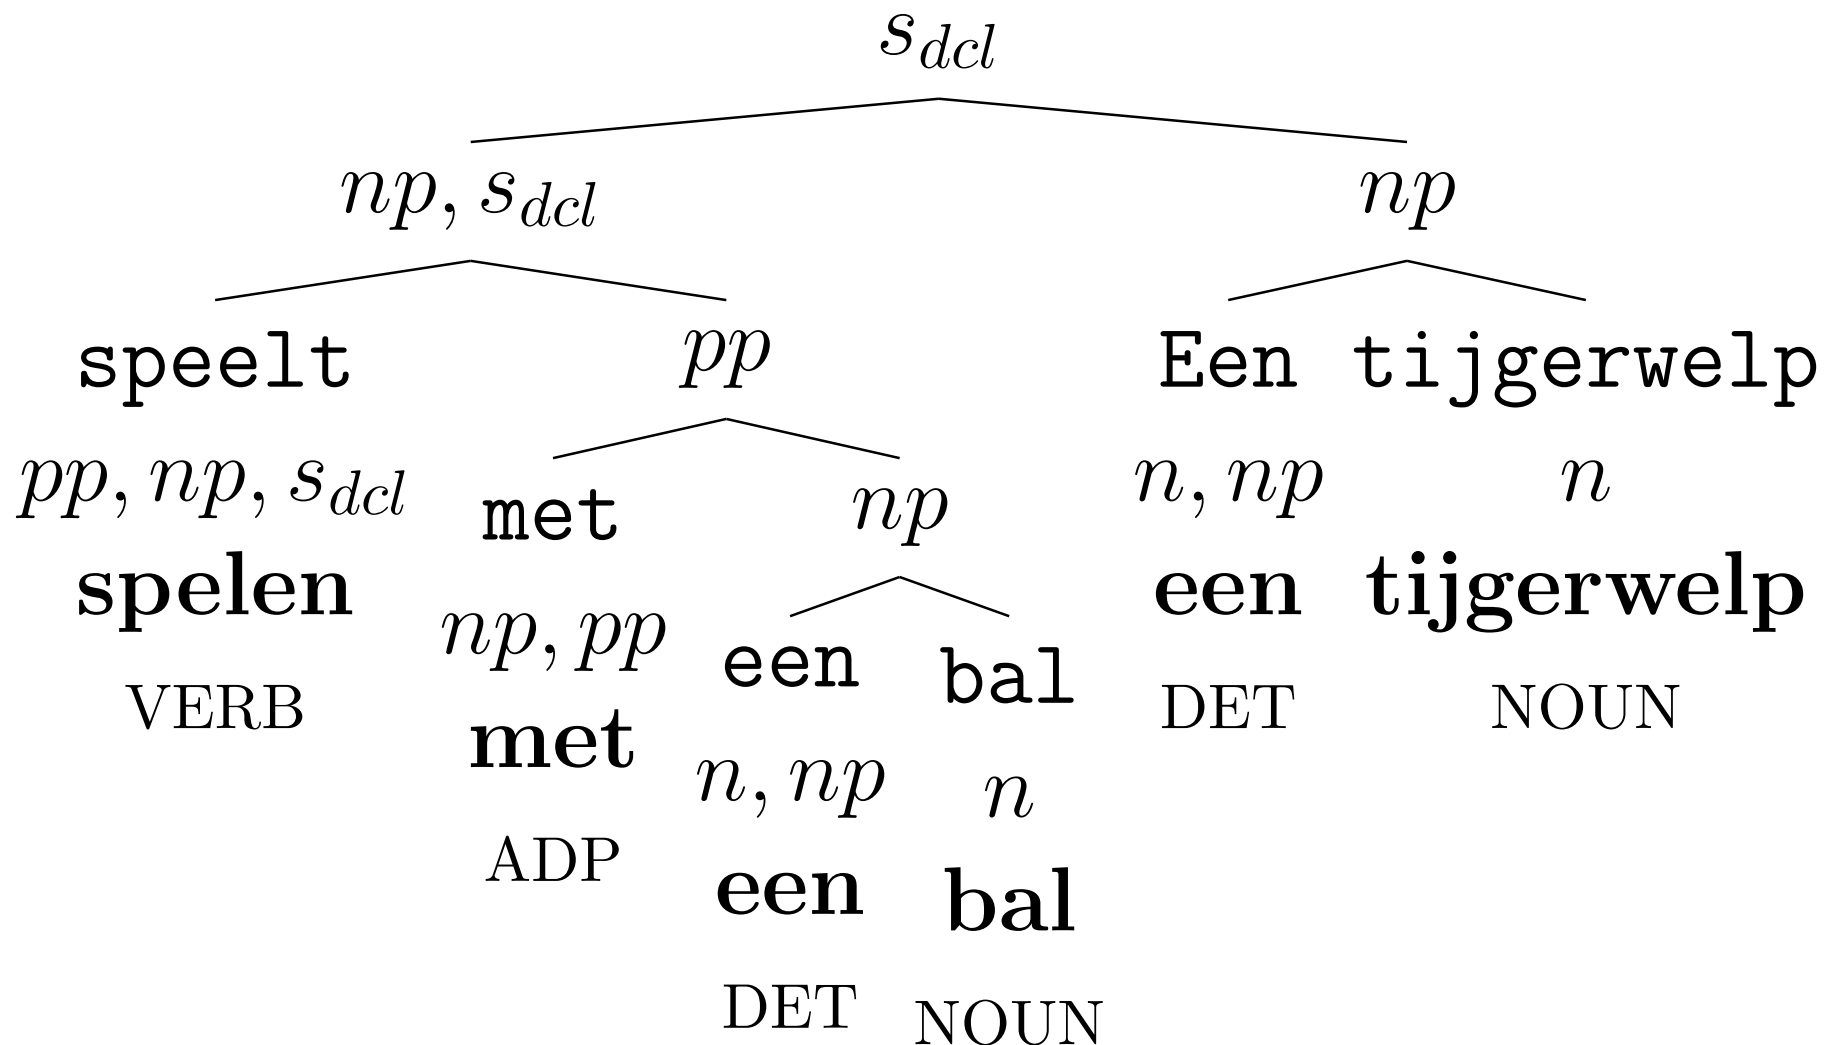 s_dcl
np, s_dcl np
speelt pp Een tijgerwelp
pp, np, s_dcl met np n, np n
spelen np, pp een bal een tijgerwelp
VERB met n, np n DET NOUN
ADP een bal
DET NOUN